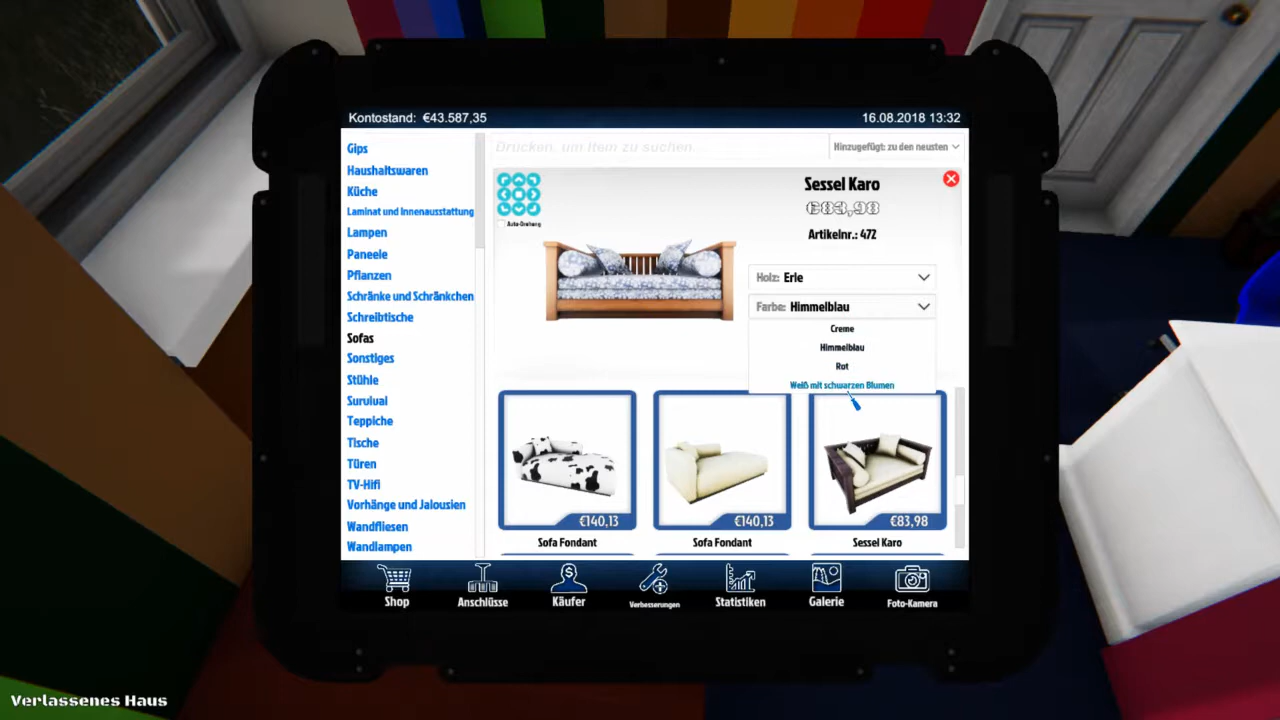 Kontostand: €43.587,35
16.08.2018 13:32
Gips
Haushaltswaren
Küche
Laminat und Innenausstattung
Lampen
Paneele
Pflanzen
Schränke und Schränkchen
Schreibtische
Sofas
Sonstiges
Stühle
Survival
Teppiche
Tische
Türen
TV-Hifi
Vorhänge und Jalousien
Wandfliesen
Wandlampen
Drücken, um Item zu suchen...
Hinzugefügt: zu den neusten
Auto-Drehung
Sessel Karo
€83,98
Artikelnr.: 472
Holz: Erle
Farbe: Himmelblau
Creme
Himmelblau
Rot
Weiß mit schwarzen Blumen
€140,13
€140,13
€83,98
Sofa Fondant
Sofa Fondant
Sessel Karo
Shop
Anschlüsse
Käufer
Verbesserungen
Statistiken
Galerie
Foto-Kamera
Verlassenes Haus